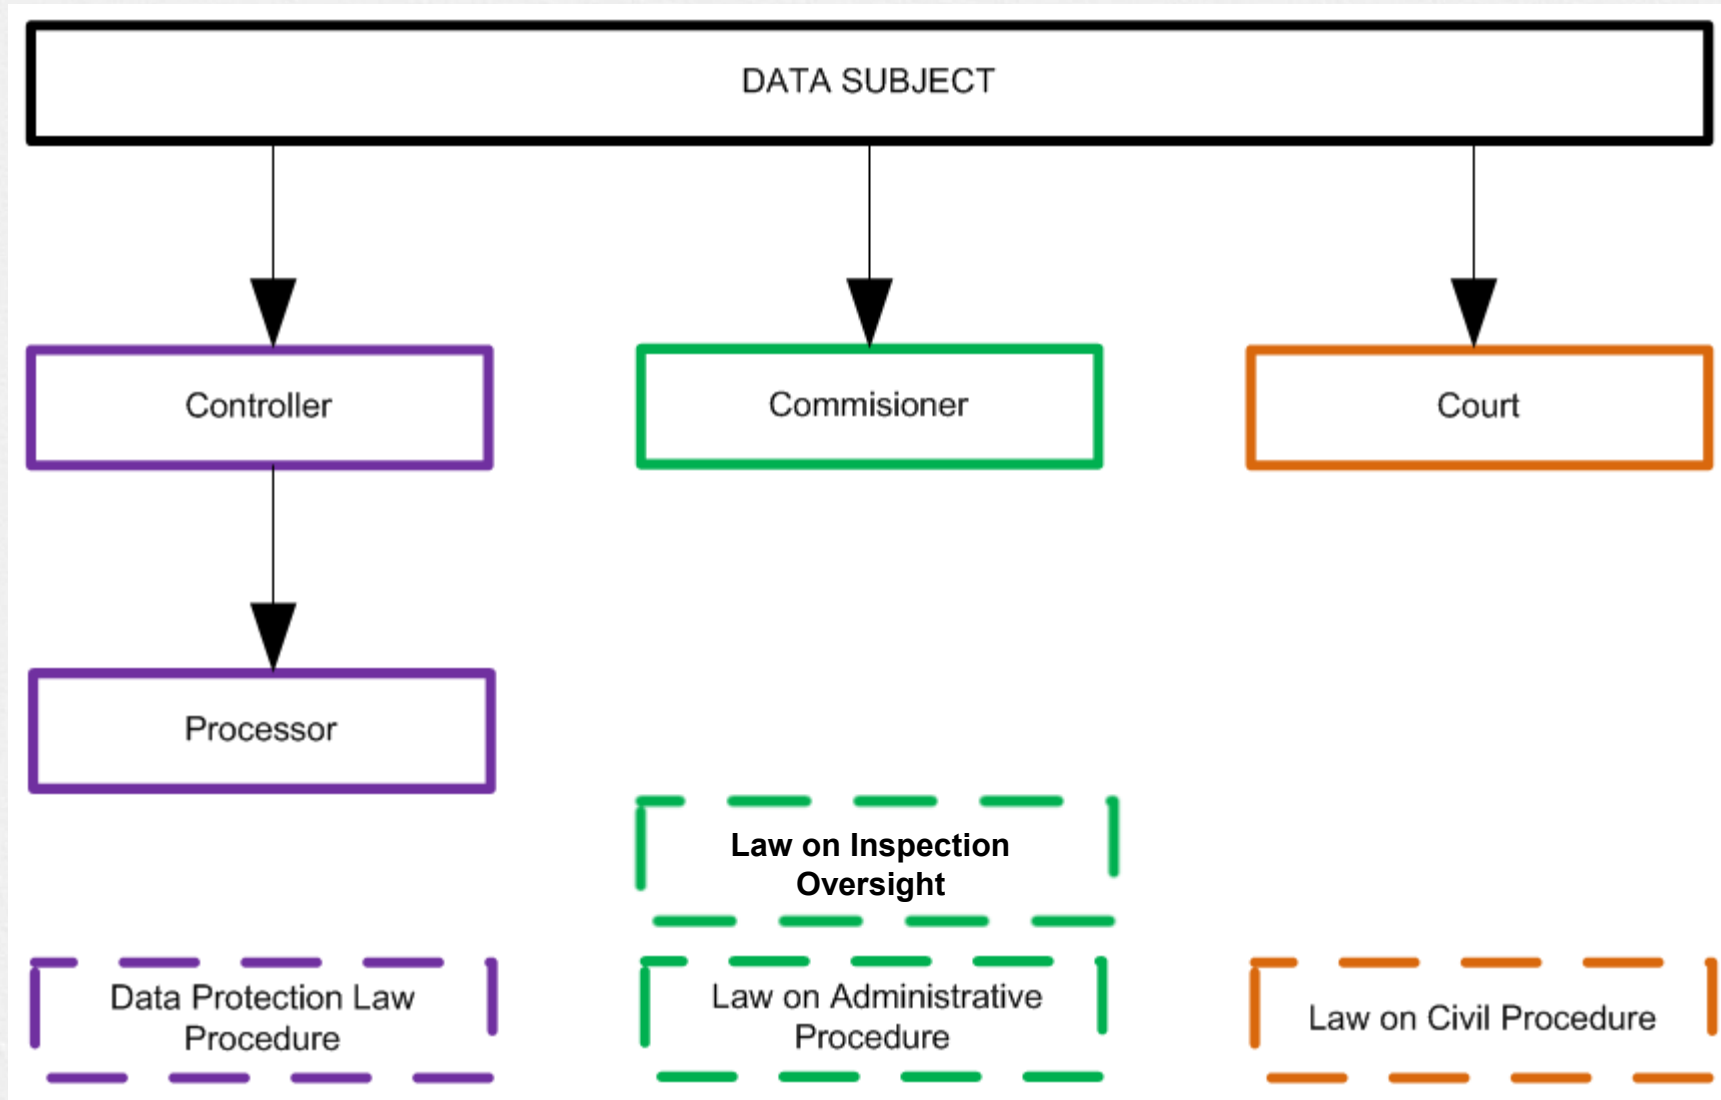 DATA SUBJECT
Controller
Commisioner
Court
Processor
Law on Inspection
Oversight
Data Protection Law
Procedure
Law on Administrative
Procedure
Law on Civil Procedure